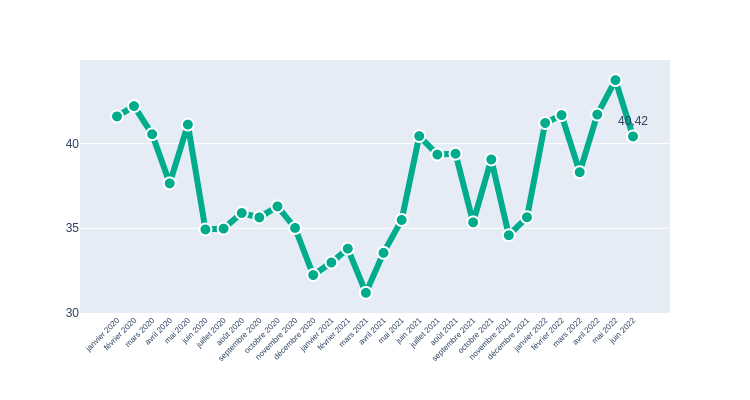 40.42
40
35
30
janvier 2020
février 2020
mars 2020
avril 2020
mai 2020
juin 2020
juillet 2020
août 2020
septembre 2020
octobre 2020
novembre 2020
décembre 2020
janvier 2021
février 2021
mars 2021
avril 2021
mai 2021
juin 2021
juillet 2021
août 2021
septembre 2021
octobre 2021
novembre 2021
décembre 2021
janvier 2022
février 2022
mars 2022
avril 2022
mai 2022
juin 2022